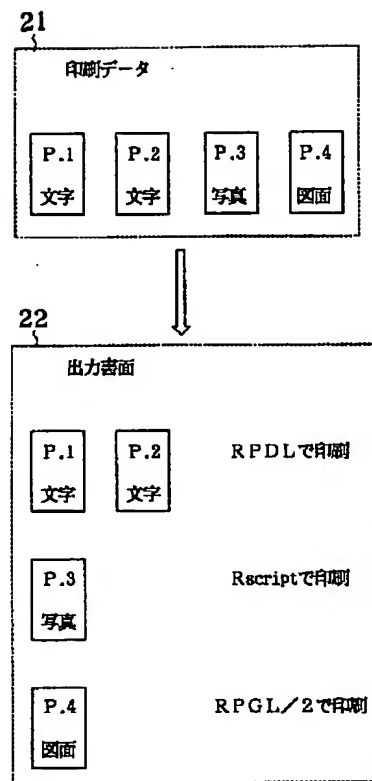 21
印刷データ
P.1 P.2 P.3 P.4
文字 文字 写真 図面
22
出力書面
P.1 P.2 RPDLで印刷
文字 文字
P.3 Rscriptで印刷
写真
P.4 RPGL/2で印刷
図面